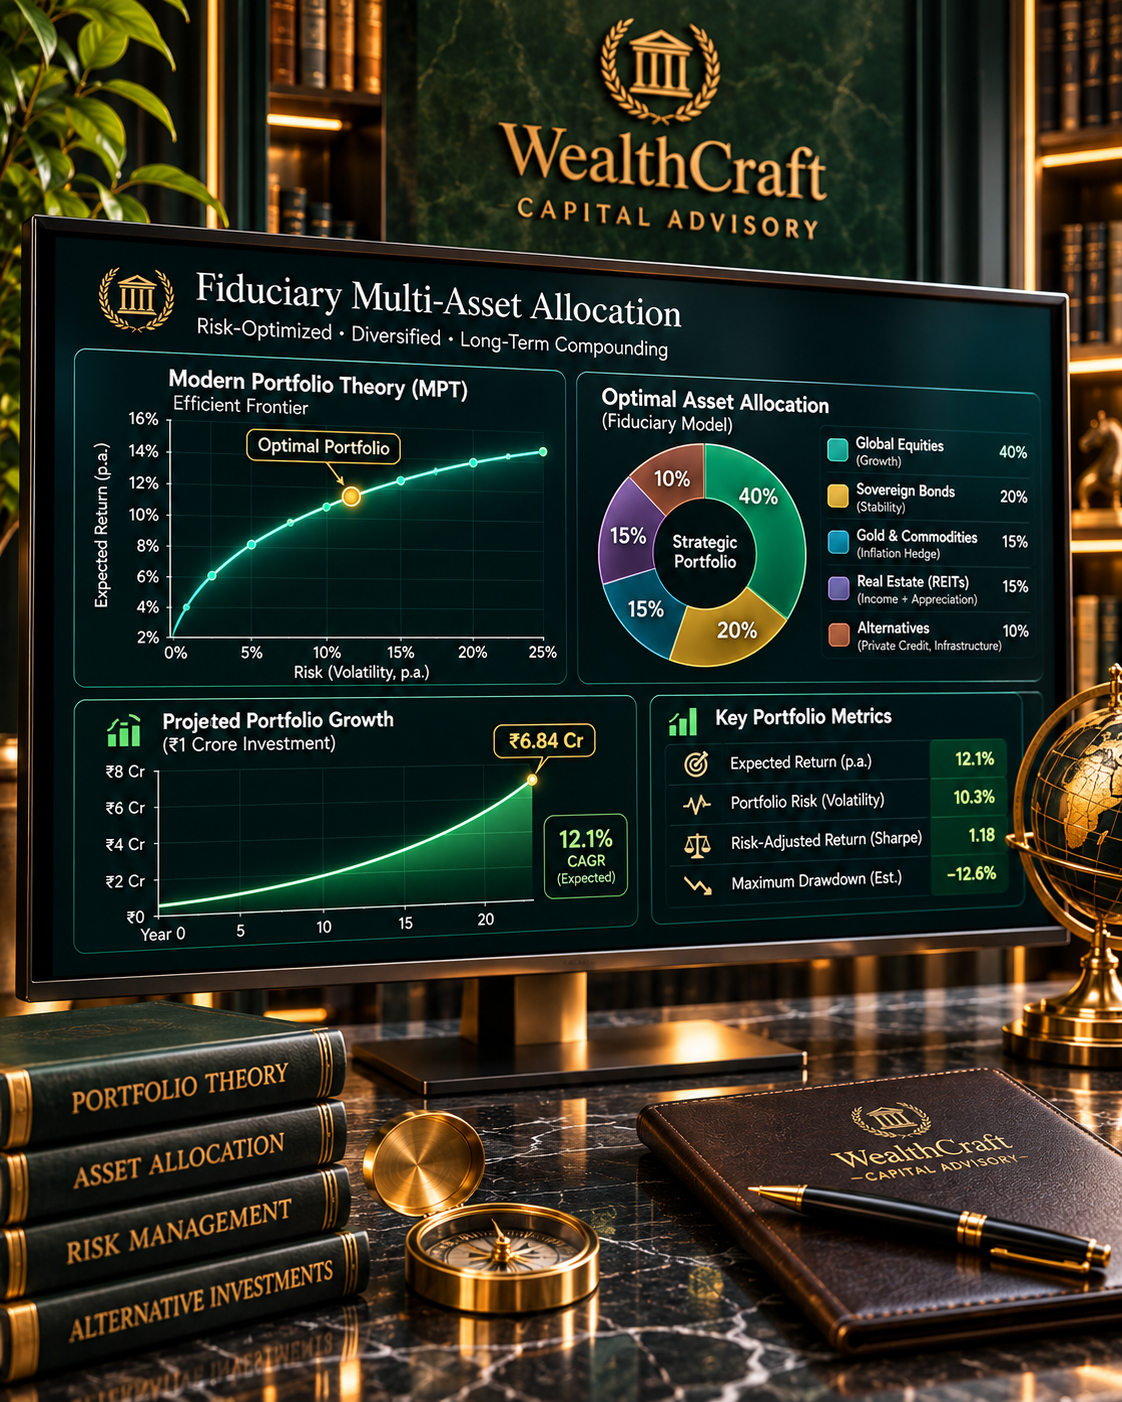 WealthCraft
CAPITAL ADVISORY
Fiduciary Multi-Asset Allocation
Risk-Optimized • Diversified • Long-Term Compounding
Modern Portfolio Theory (MPT)
Efficient Frontier
Expected Return (p.a.)
16%
14%
12%
10%
8%
6%
4%
2%
Optimal Portfolio
0%
5%
10%
15%
20%
25%
Risk (Volatility, p.a.)
Optimal Asset Allocation
(Fiduciary Model)
40%
20%
15%
15%
10%
Strategic
Portfolio
Global Equities 40%
(Growth)
Sovereign Bonds 20%
(Stability)
Gold & Commodities 15%
(Inflation Hedge)
Real Estate (REITs) 15%
(Income + Appreciation)
Alternatives 10%
(Private Credit, Infrastructure)
Projeted Portfolio Growth
(₹1 Crore Investment)
₹8 Cr
₹6 Cr
₹4 Cr
₹2 Cr
₹0
Year 0
5
10
15
20
₹6.84 Cr
12.1%
CAGR
(Expected)
Key Portfolio Metrics
Expected Return (p.a.) 12.1%
Portfolio Risk (Volatility) 10.3%
Risk-Adjusted Return (Sharpe) 1.18
Maximum Drawdown (Est.) −12.6%
PORTFOLIO THEORY
ASSET ALLOCATION
RISK MANAGEMENT
ALTERNATIVE INVESTMENTS
WealthCraft
—CAPITAL ADVISORY—